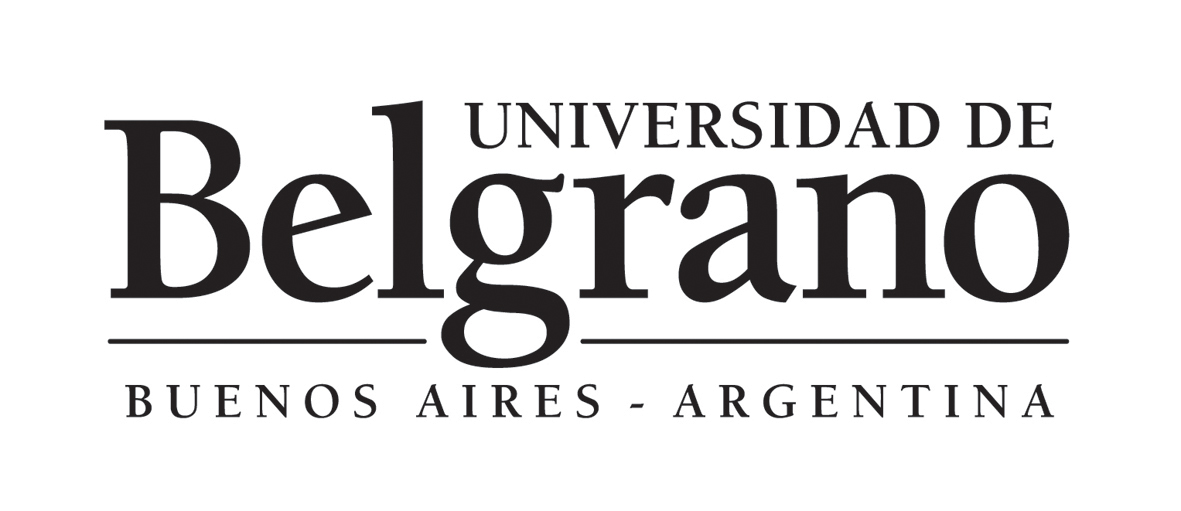 UNIVERSIDAD DE
Belgrano
BUENOS AIRES - ARGENTINA